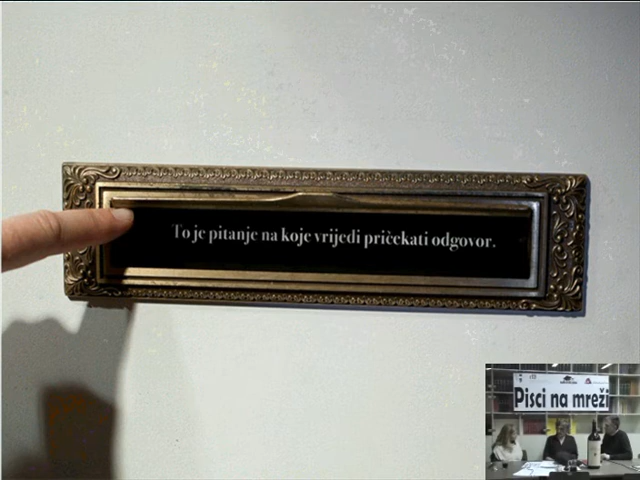 To je pitanje na koje vrijedi pričekati odgovor.
Pisci na mreži